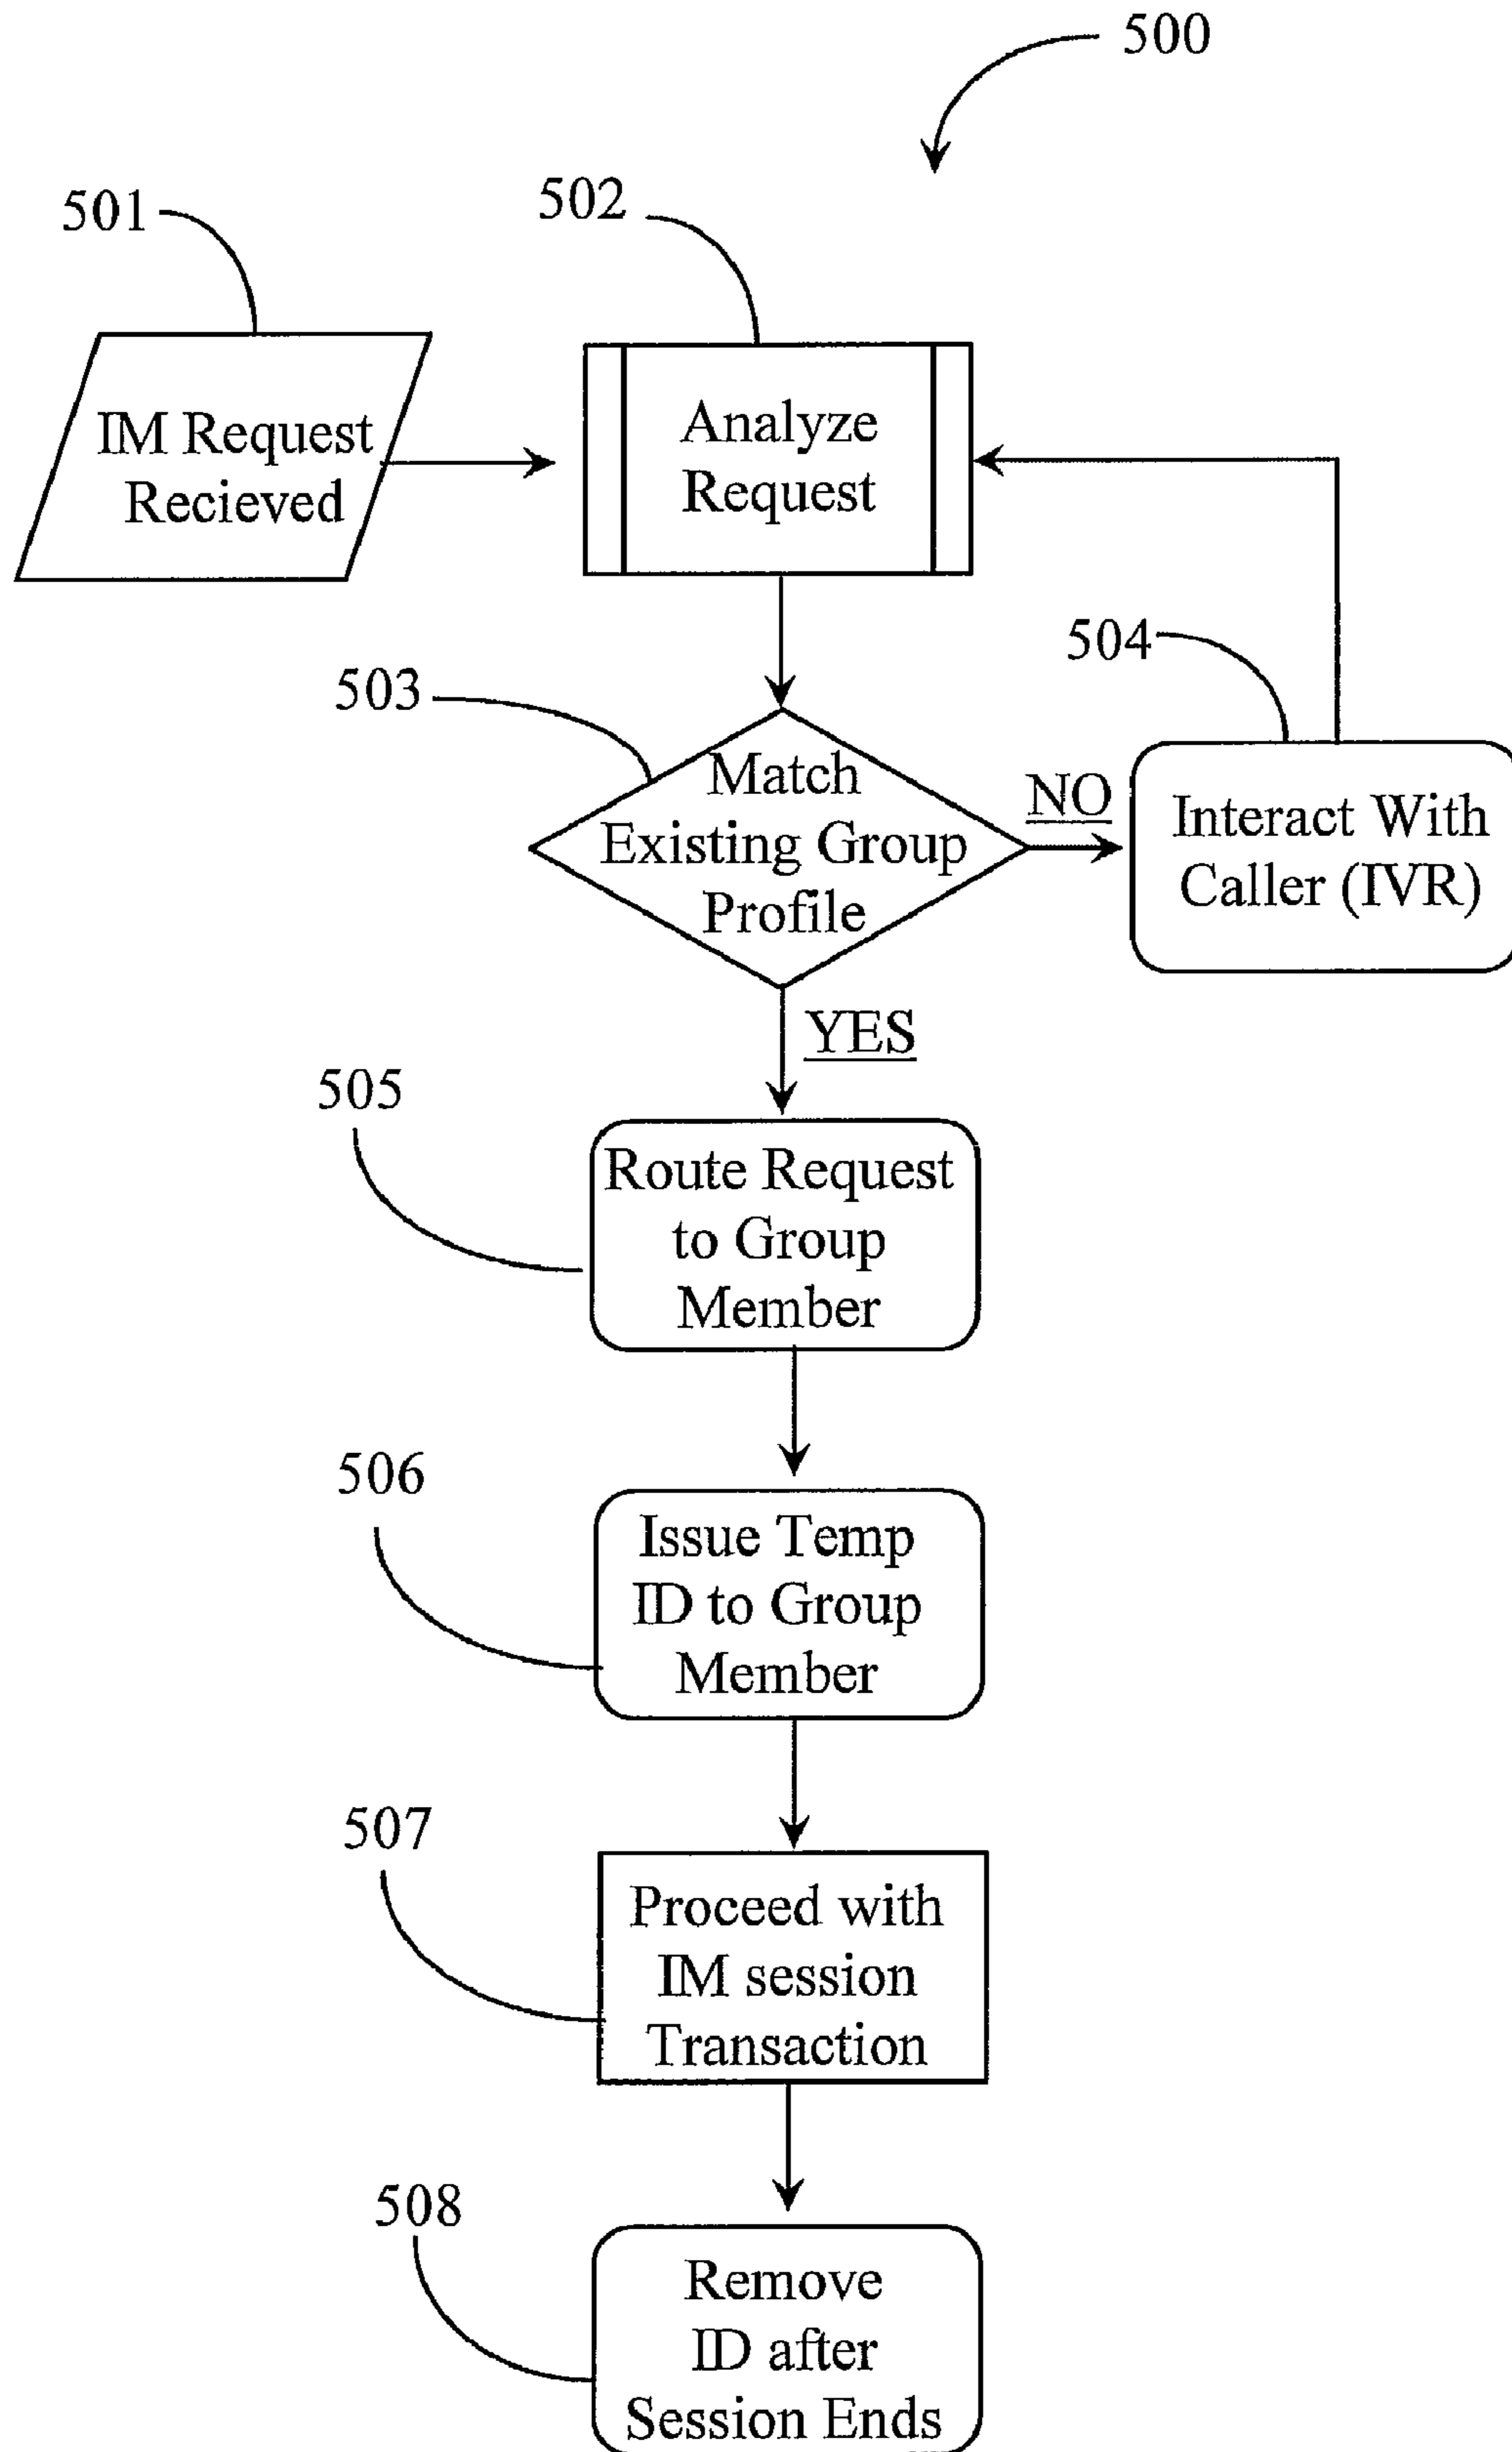 500
501
502
IM Request
Recieved
Analyze
Request
503
504
Match
Existing Group
Profile
NO
Interact With
Caller (IVR)
YES
505
Route Request
to Group
Member
506
Issue Temp
ID to Group
Member
507
Proceed with
IM session
Transaction
508
Remove
ID after
Session Ends